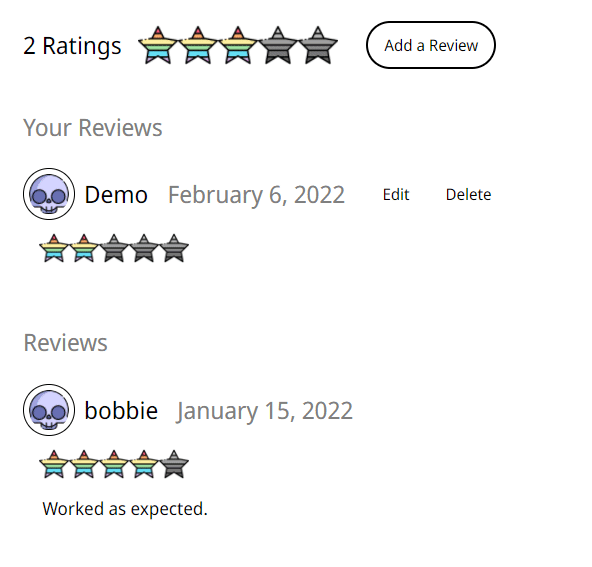 2 Ratings Add a Review
Your Reviews
Demo February 6, 2022 Edit Delete
Reviews
bobbie January 15, 2022
Worked as expected.